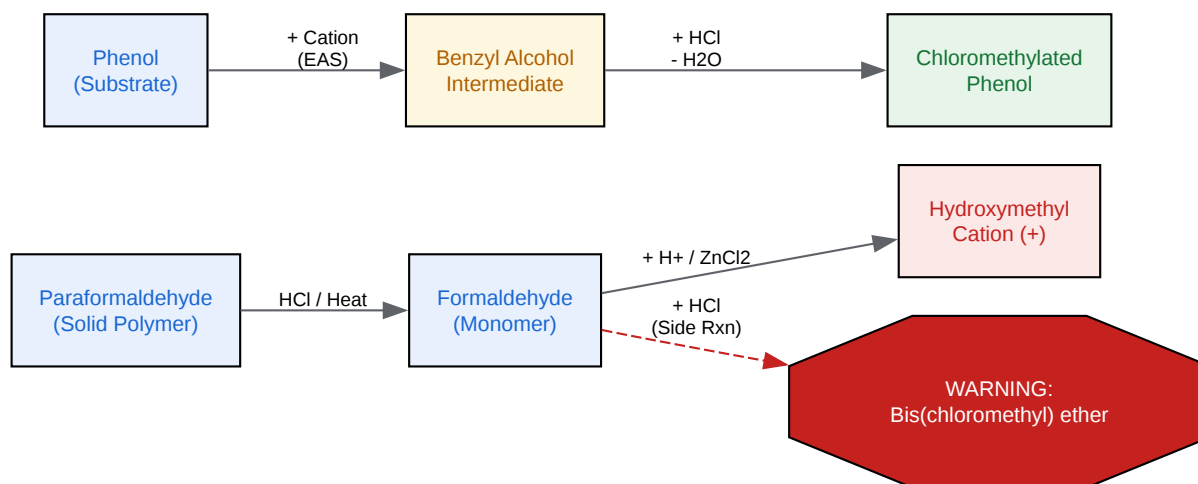 Phenol
(Substrate)
+ Cation
(EAS)
Benzyl Alcohol
Intermediate
+ HCl
- H2O
Chloromethylated
Phenol
Paraformaldehyde
(Solid Polymer)
HCl / Heat
Formaldehyde
(Monomer)
+ H+ / ZnCl2
Hydroxymethyl
Cation (+)
+ HCl
(Side Rxn)
WARNING:
Bis(chloromethyl) ether